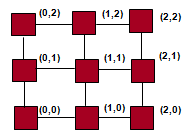 (0,2) (1,2) (2,2)
(0,1) (1,1) (2,1)
(0,0) (1,0) (2,0)